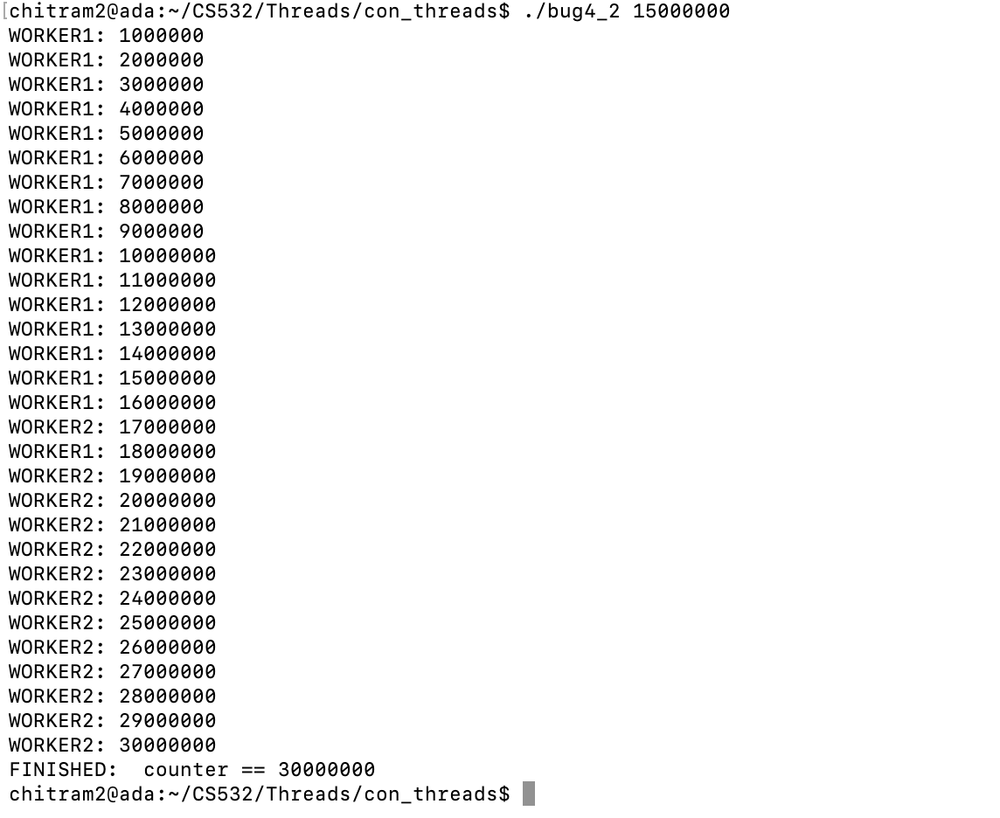 [chitram2@ada:~/CS532/Threads/con_threads$ ./bug4_2 15000000
WORKER1: 1000000
WORKER1: 2000000
WORKER1: 3000000
WORKER1: 4000000
WORKER1: 5000000
WORKER1: 6000000
WORKER1: 7000000
WORKER1: 8000000
WORKER1: 9000000
WORKER1: 10000000
WORKER1: 11000000
WORKER1: 12000000
WORKER1: 13000000
WORKER1: 14000000
WORKER1: 15000000
WORKER1: 16000000
WORKER2: 17000000
WORKER1: 18000000
WORKER2: 19000000
WORKER2: 20000000
WORKER2: 21000000
WORKER2: 22000000
WORKER2: 23000000
WORKER2: 24000000
WORKER2: 25000000
WORKER2: 26000000
WORKER2: 27000000
WORKER2: 28000000
WORKER2: 29000000
WORKER2: 30000000
FINISHED:  counter == 30000000
chitram2@ada:~/CS532/Threads/con_threads$